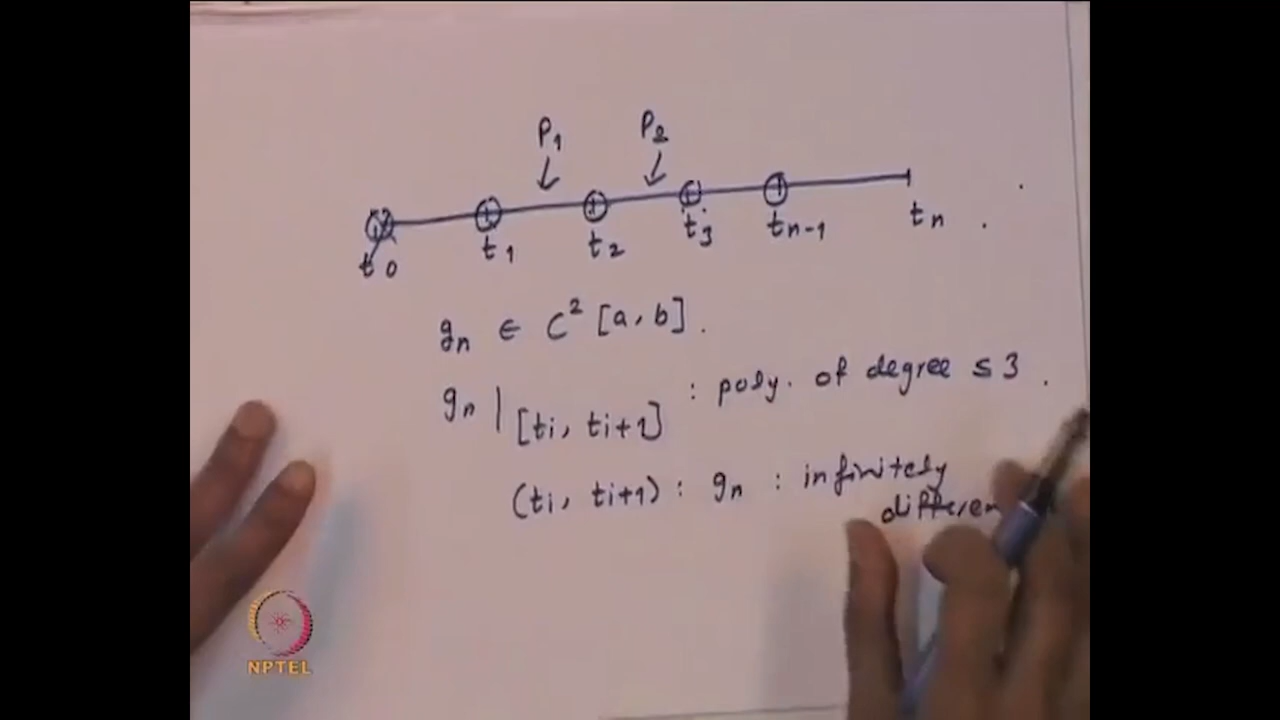 P₁ P₂
t₀ t₁ t₂ t₃ tₙ₋₁ tₙ
gₙ ∈ C² [a, b].
gₙ | [ti, ti+1] : poly. of degree ≤ 3.
(ti, ti+1) : gₙ : infinitely
differen
NPTEL